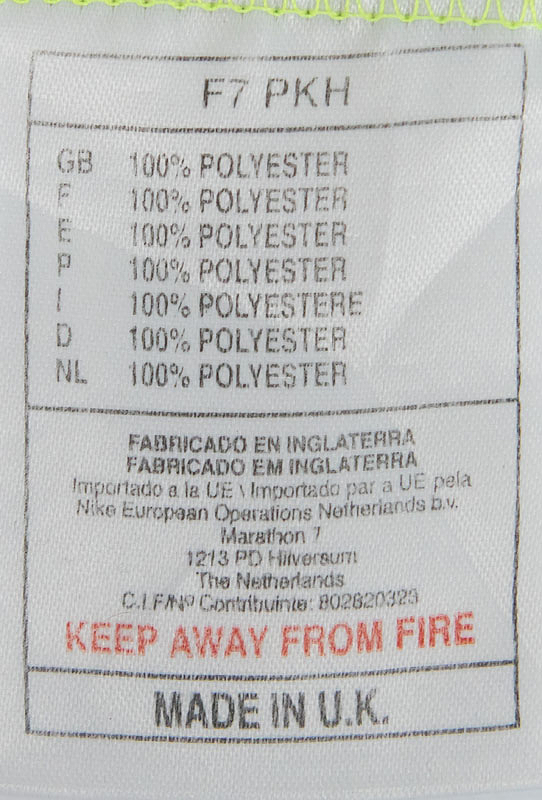 F7 PKH
GB 100% POLYESTER
F 100% POLYESTER
E 100% POLYESTER
P 100% POLYESTER
I 100% POLYESTERE
D 100% POLYESTER
NL 100% POLYESTER
FABRICADO EN INGLATERRA
FABRICADO EM INGLATERRA
Importado a la UE \ Importado par a UE pela
Nike European Operations Netherlands b.v.
Marathon 7
1213 PD Hilversum
The Netherlands
C.I.F/Nº Contribuinte: 802820323
KEEP AWAY FROM FIRE
MADE IN U.K.